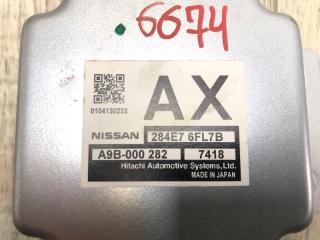 6674
AX
0104130232
NISSAN 284E7 6FL7B
A9B-000 282 7418
Hitachi Automotive Systems,Ltd.
MADE IN JAPAN